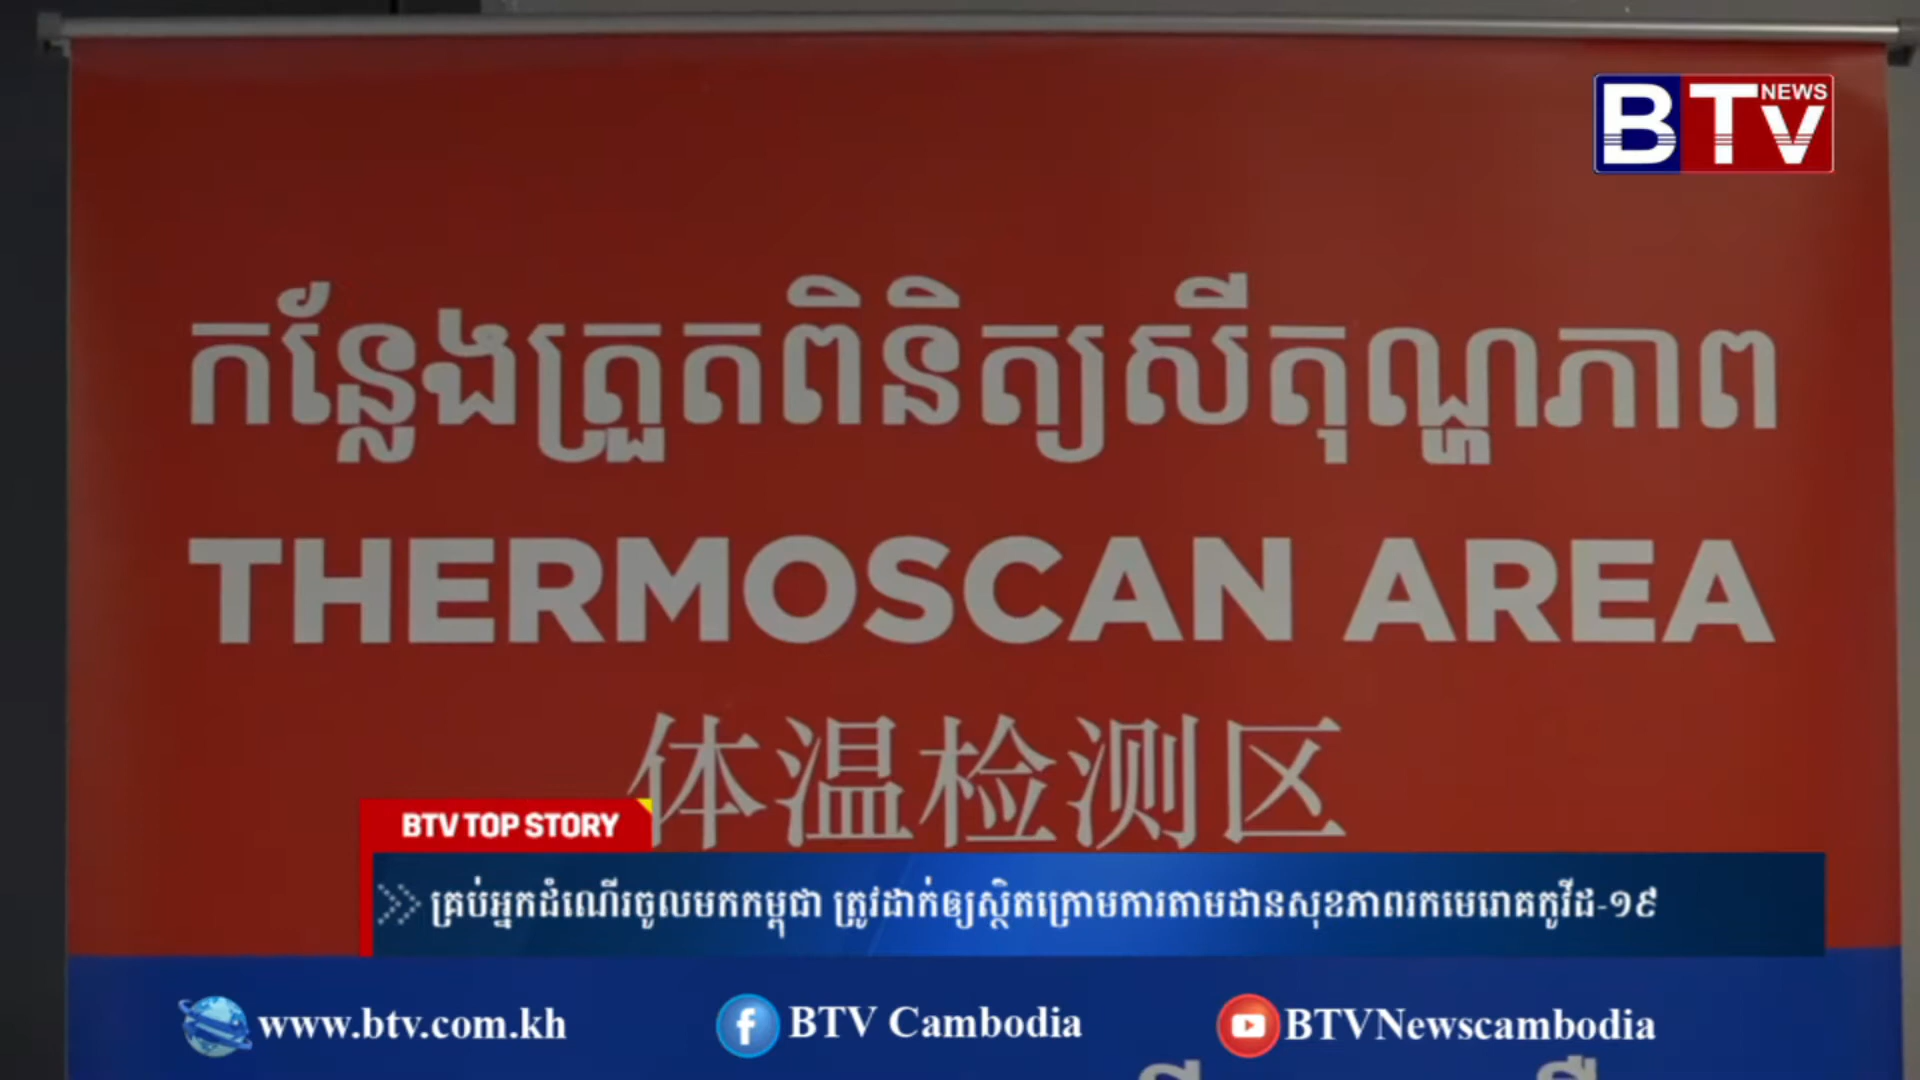 BTV NEWS
កន្លែងត្រួតពិនិត្យសីតុណ្ហភាព
THERMOSCAN AREA
体温检测区
BTV TOP STORY
គ្រប់អ្នកដំណើរចូលមកកម្ពុជា ត្រូវដាក់ឲ្យស្ថិតក្រោមការតាមដានសុខភាពរកមេរោគកូវីដ-១៩
www.btv.com.kh
BTV Cambodia
BTVNewscambodia